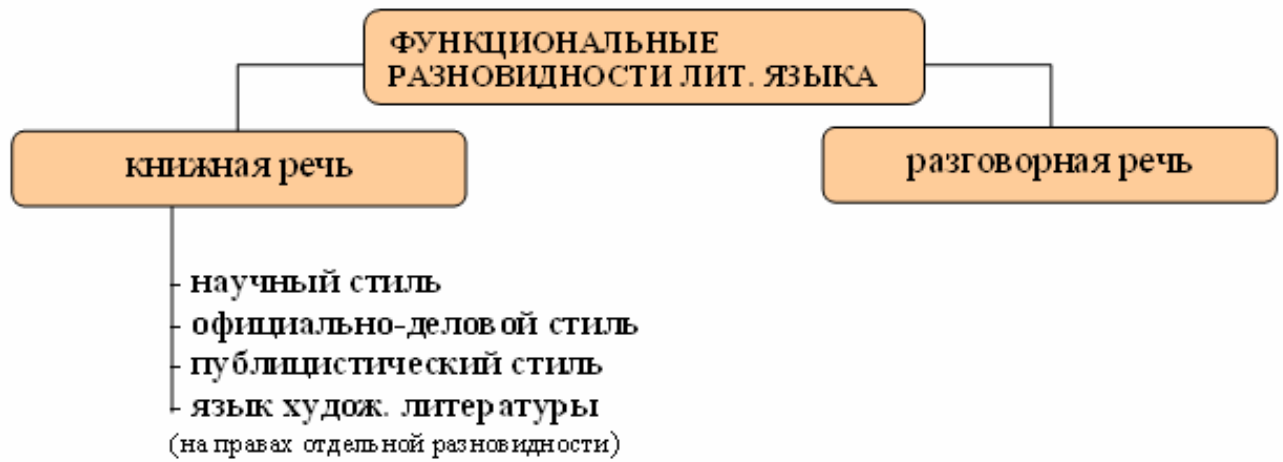 ФУНКЦИОНАЛЬНЫЕ
РАЗНОВИДНОСТИ ЛИТ. ЯЗЫКА
книжная речь
разговорная речь
- научный стиль
- официально-деловой стиль
- публицистический стиль
- язык худож. литературы
(на правах отдельной разновидности)